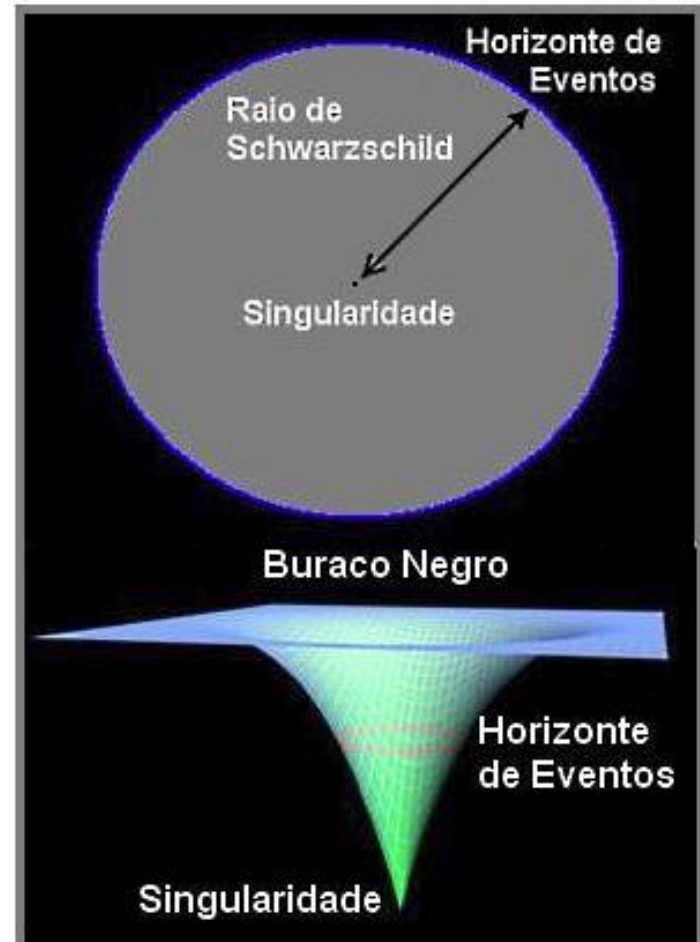 Horizonte de
Eventos
Raio de
Schwarzschild
Singularidade
Buraco Negro
Horizonte
de Eventos
Singularidade